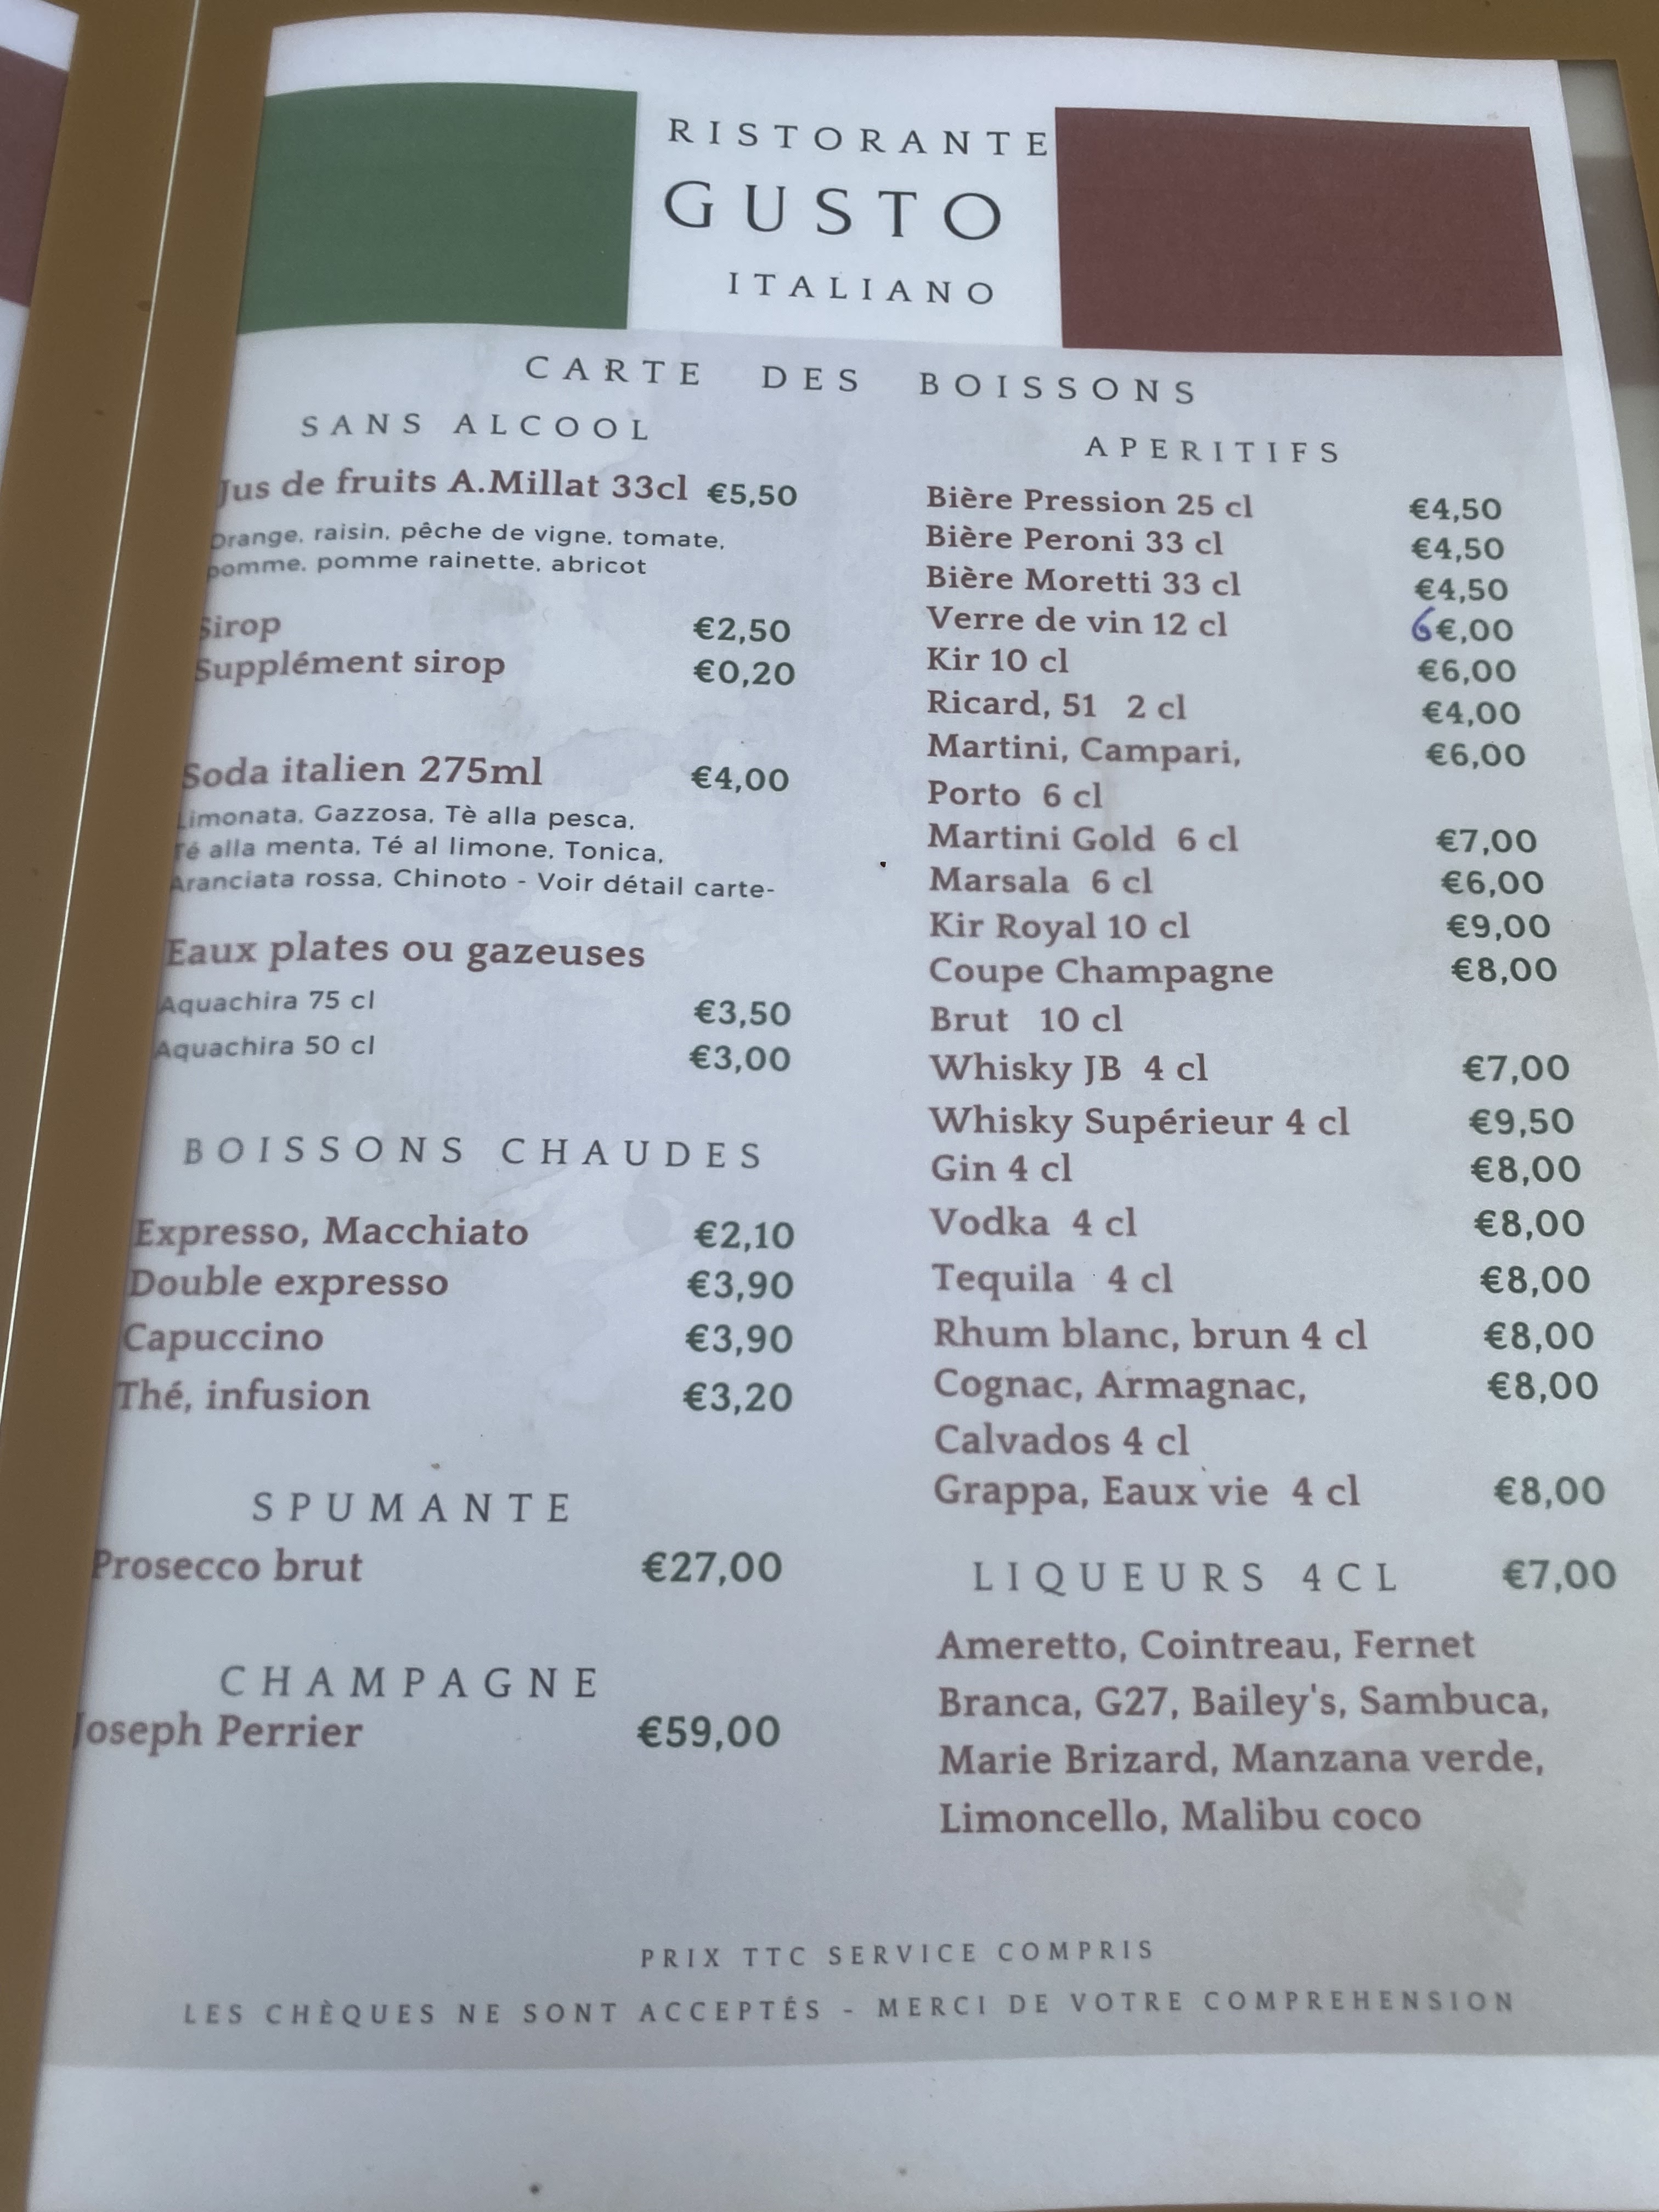 RISTORANTE
GUSTO
ITALIANO
CARTE DES BOISSONS
SANS ALCOOL
Jus de fruits A.Millat 33cl €5,50
Orange, raisin, pêche de vigne, tomate,
pomme, pomme rainette, abricot
Sirop €2,50
Supplément sirop €0,20
Soda italien 275ml €4,00
Limonata, Gazzosa, Tè alla pesca,
Té alla menta, Té al limone, Tonica,
Aranciata rossa, Chinoto - Voir détail carte-
Eaux plates ou gazeuses
Aquachira 75 cl €3,50
Aquachira 50 cl €3,00
BOISSONS CHAUDES
Expresso, Macchiato €2,10
Double expresso €3,90
Capuccino €3,90
Thé, infusion €3,20
SPUMANTE
Prosecco brut €27,00
CHAMPAGNE
Joseph Perrier €59,00
APERITIFS
Bière Pression 25 cl €4,50
Bière Peroni 33 cl €4,50
Bière Moretti 33 cl €4,50
Verre de vin 12 cl 6€,00
Kir 10 cl €6,00
Ricard, 51 2 cl €4,00
Martini, Campari, €6,00
Porto 6 cl
Martini Gold 6 cl €7,00
Marsala 6 cl €6,00
Kir Royal 10 cl €9,00
Coupe Champagne €8,00
Brut 10 cl
Whisky JB 4 cl €7,00
Whisky Supérieur 4 cl €9,50
Gin 4 cl €8,00
Vodka 4 cl €8,00
Tequila 4 cl €8,00
Rhum blanc, brun 4 cl €8,00
Cognac, Armagnac, €8,00
Calvados 4 cl
Grappa, Eaux vie 4 cl €8,00
LIQUEURS 4CL €7,00
Ameretto, Cointreau, Fernet
Branca, G27, Bailey's, Sambuca,
Marie Brizard, Manzana verde,
Limoncello, Malibu coco
PRIX TTC SERVICE COMPRIS
LES CHÈQUES NE SONT ACCEPTÉS - MERCI DE VOTRE COMPREHENSION